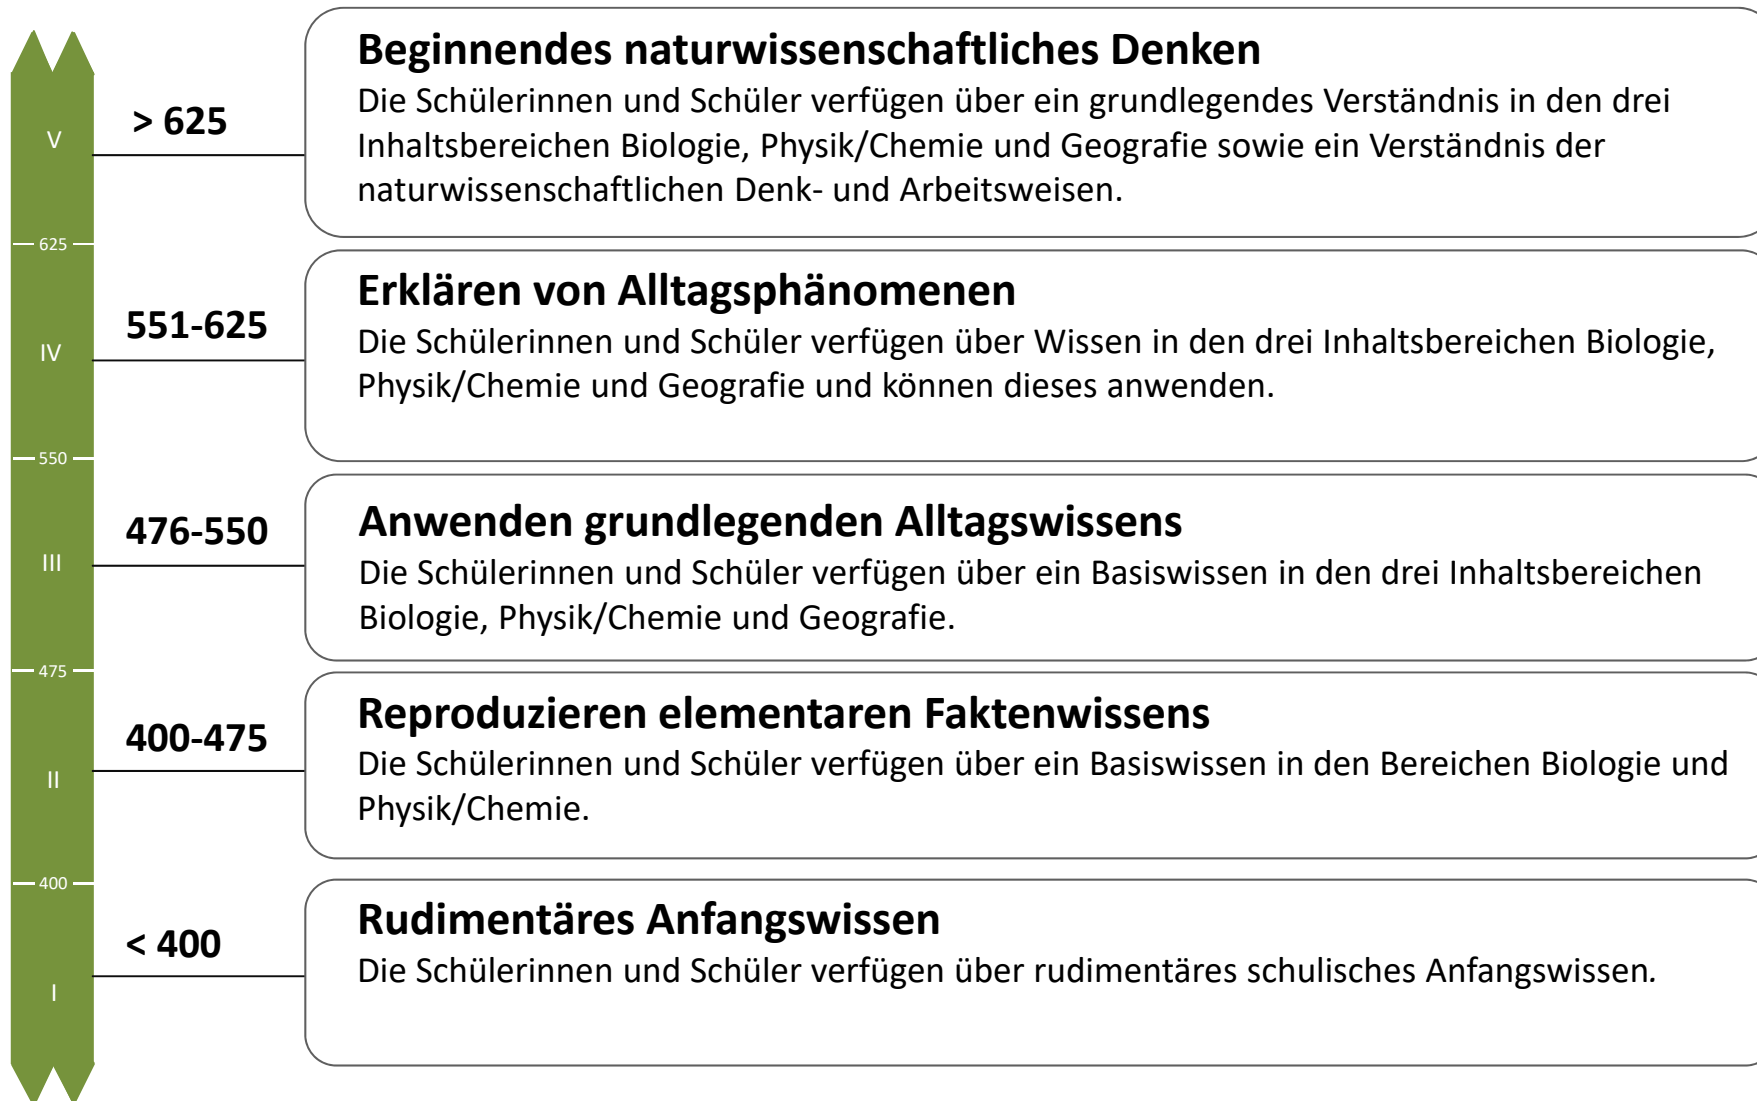 Beginnendes naturwissenschaftliches Denken
Die Schülerinnen und Schüler verfügen über ein grundlegendes Verständnis in den drei
Inhaltsbereichen Biologie, Physik/Chemie und Geografie sowie ein Verständnis der
naturwissenschaftlichen Denk- und Arbeitsweisen.
> 625
V
625
Erklären von Alltagsphänomenen
Die Schülerinnen und Schüler verfügen über Wissen in den drei Inhaltsbereichen Biologie,
Physik/Chemie und Geografie und können dieses anwenden.
551-625
IV
550
Anwenden grundlegenden Alltagswissens
Die Schülerinnen und Schüler verfügen über ein Basiswissen in den drei Inhaltsbereichen
Biologie, Physik/Chemie und Geografie.
476-550
III
475
Reproduzieren elementaren Faktenwissens
Die Schülerinnen und Schüler verfügen über ein Basiswissen in den Bereichen Biologie und
Physik/Chemie.
400-475
II
400
Rudimentäres Anfangswissen
Die Schülerinnen und Schüler verfügen über rudimentäres schulisches Anfangswissen.
< 400
I